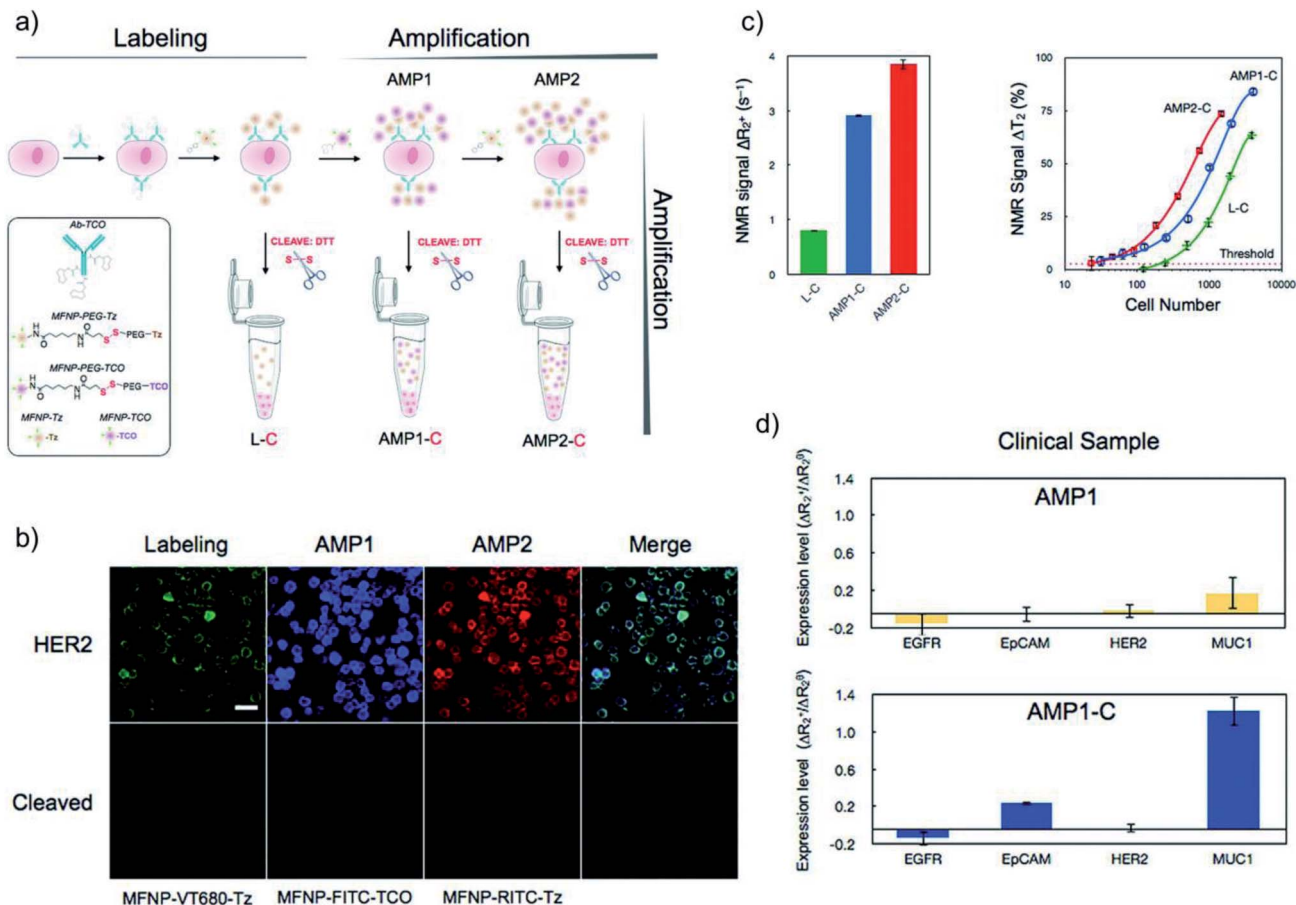 a)
Labeling
Amplification
AMP1
AMP2
Amplification
Ab-TCO
MFNP-PEG-Tz
H
N
O
N
H
O
S
S
PEG
Tz
MFNP-PEG-TCO
H
N
O
N
H
O
S
S
PEG
TCO
MFNP-Tz
MFNP-TCO
-Tz
-TCO
CLEAVE: DTT
S S
CLEAVE: DTT
S S
CLEAVE: DTT
S S
L-C
AMP1-C
AMP2-C
b)
Labeling
AMP1
AMP2
Merge
HER2
Cleaved
MFNP-VT680-Tz
MFNP-FITC-TCO
MFNP-RITC-Tz
c)
NMR signal ΔR₂⁺ (s⁻¹)
4
3
2
1
0
L-C
AMP1-C
AMP2-C
NMR Signal ΔT₂ (%)
100
75
50
25
0
AMP1-C
AMP2-C
L-C
Threshold
10
100
1000
10000
Cell Number
d)
Clinical Sample
Expression level (ΔR₂⁺/ΔR₂⁰)
1.4
1.0
0.6
0.2
-0.2
AMP1
EGFR
EpCAM
HER2
MUC1
Expression level (ΔR₂⁺/ΔR₂⁰)
1.4
1.0
0.6
0.2
-0.2
AMP1-C
EGFR
EpCAM
HER2
MUC1